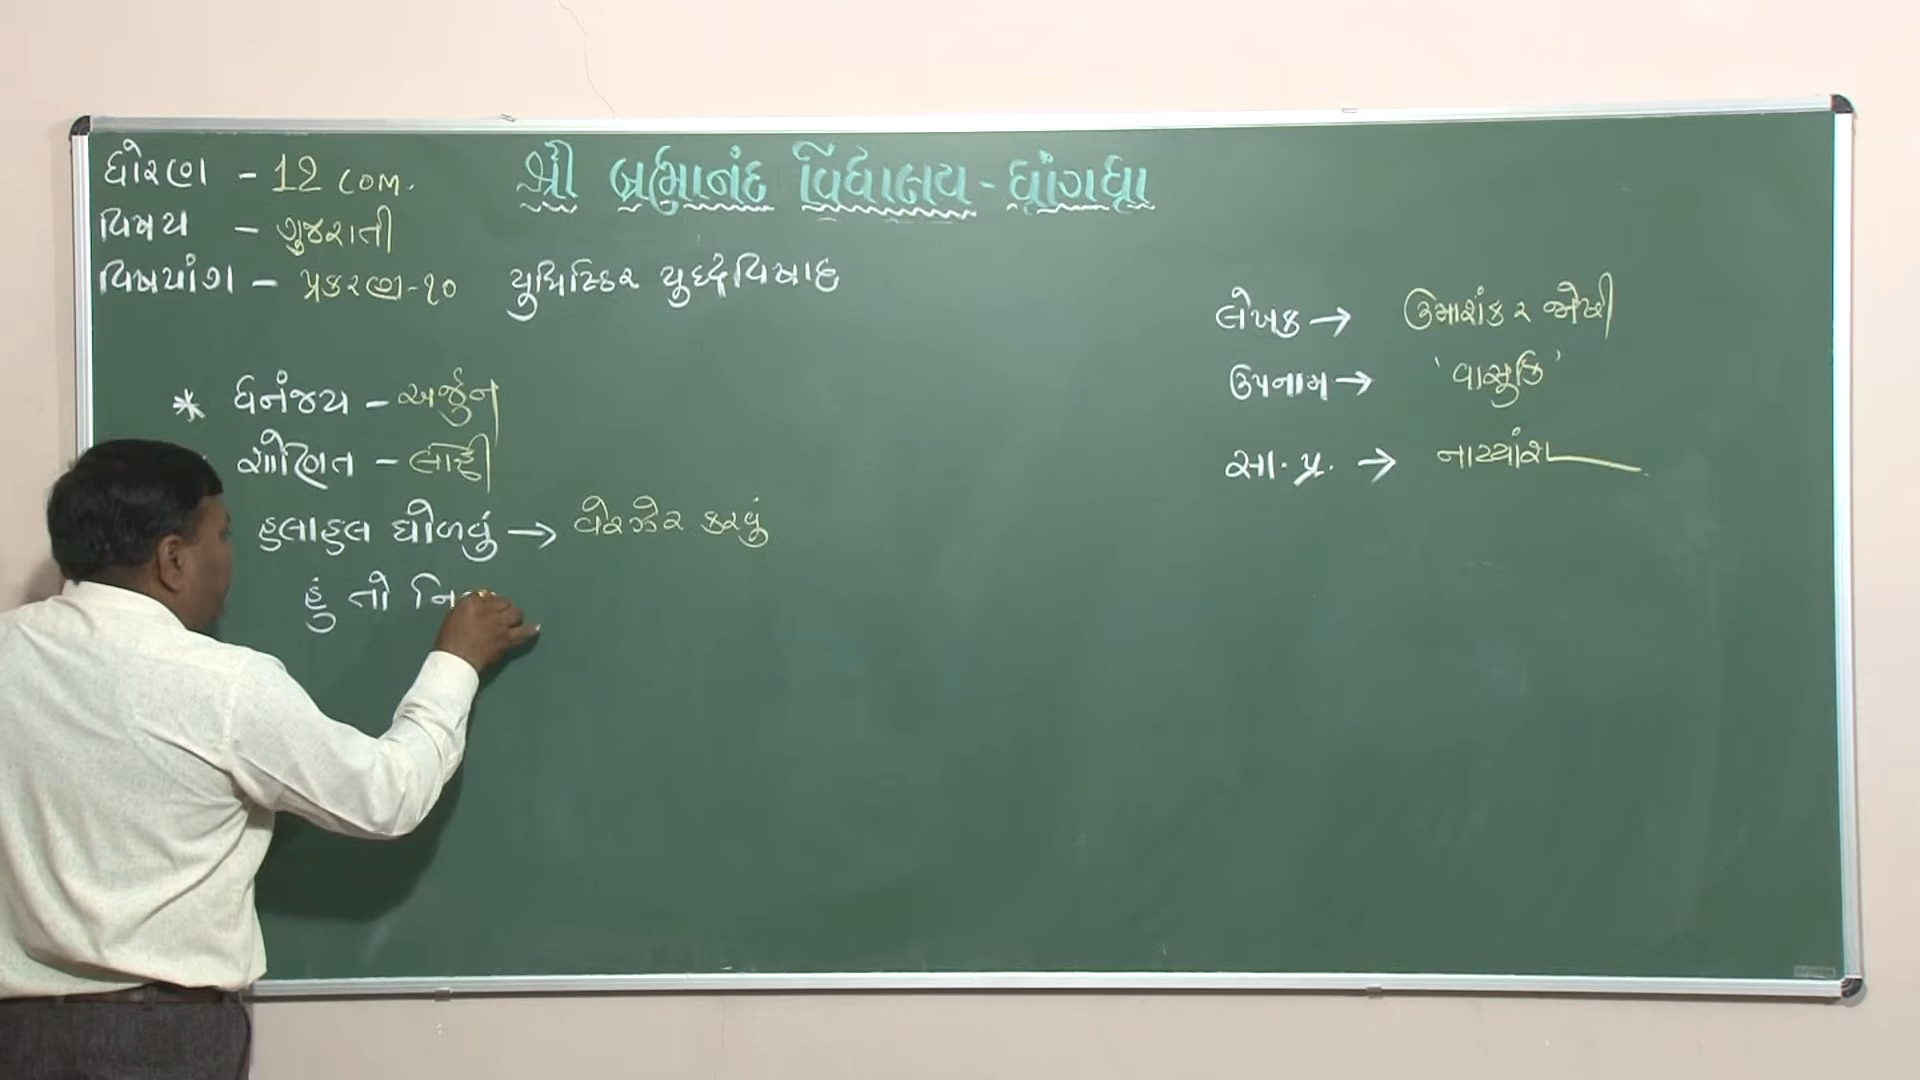 ધોરણ - 12 com.
શ્રી બ્રહ્માનંદ વિદ્યાલય - ધ્રાંગધ્રા
વિષય - ગુજરાતી
વિષયાંગ - પ્રકરણ-૧૦ યુધિષ્ઠિર યુદ્ધવિષાદ
લેખક → ઉમાશંકર જોષી
ઉપનામ → 'વાસુકિ'
સા. પ્ર. → નાટ્યાંશ
* ધનંજય - અર્જુન
શોણિત - લોહી
હલાહલ ઘોળવું → વેરઝેર કરવું
હું તો